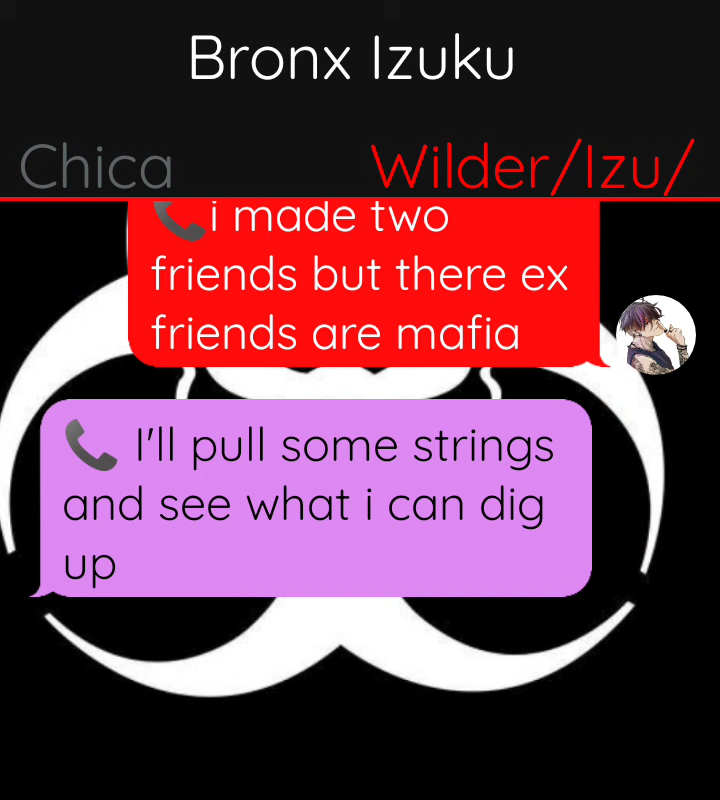 Bronx Izuku
Chica
Wilder/Izu/
📞i made two
friends but there ex
friends are mafia
📞 I'll pull some strings
and see what i can dig
up